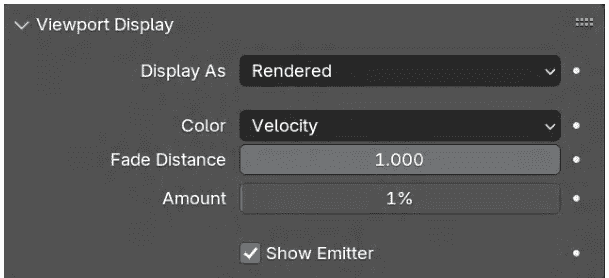 Viewport Display
Display As Rendered
Color Velocity
Fade Distance 1.000
Amount 1%
Show Emitter